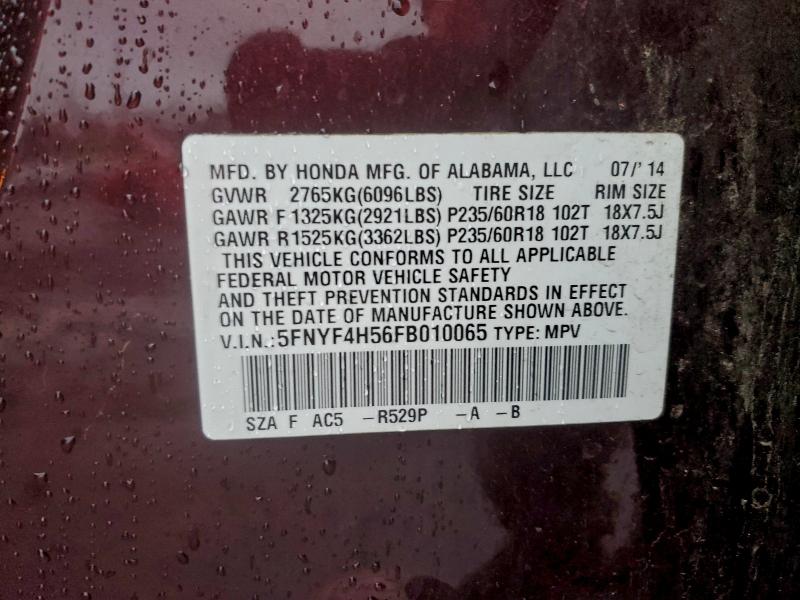 MFD. BY HONDA MFG. OF ALABAMA, LLC 07/' 14
GVWR 2765KG(6096LBS) TIRE SIZE RIM SIZE
GAWR F 1325KG(2921LBS) P235/60R18 102T 18X7.5J
GAWR R1525KG(3362LBS) P235/60R18 102T 18X7.5J
THIS VEHICLE CONFORMS TO ALL APPLICABLE
FEDERAL MOTOR VEHICLE SAFETY
AND THEFT PREVENTION STANDARDS IN EFFECT
ON THE DATE OF MANUFACTURE SHOWN ABOVE.
V.I.N.:5FNYF4H56FB010065 TYPE: MPV
SZA F AC5 –R529P –A –B